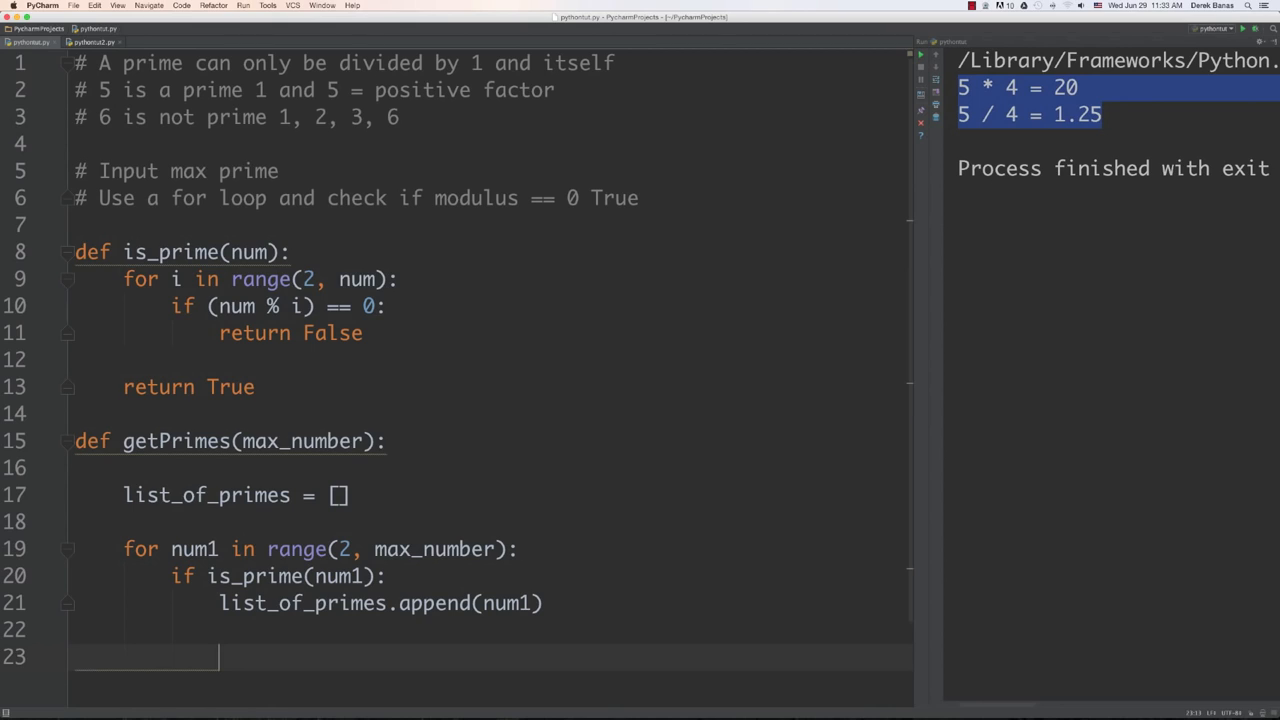 PyCharm File Edit View Navigate Code Refactor Run Tools VCS Window Help
Wed Jun 29 11:33 AM Derek Banas
pythontut.py - PycharmProjects - [~/PycharmProjects]
PycharmProjects pythontut.py
pythontut
pythontut.py pythontut2.py
Run pythontut
1 # A prime can only be divided by 1 and itself
2 # 5 is a prime 1 and 5 = positive factor
3 # 6 is not prime 1, 2, 3, 6
4
5 # Input max prime
6 # Use a for loop and check if modulus == 0 True
7
8 def is_prime(num):
9 for i in range(2, num):
10 if (num % i) == 0:
11 return False
12
13 return True
14
15 def getPrimes(max_number):
16
17 list_of_primes = []
18
19 for num1 in range(2, max_number):
20 if is_prime(num1):
21 list_of_primes.append(num1)
22
23
/Library/Frameworks/Python.
5 * 4 = 20
5 / 4 = 1.25
Process finished with exit
23:13 LF‡ UTF-8‡